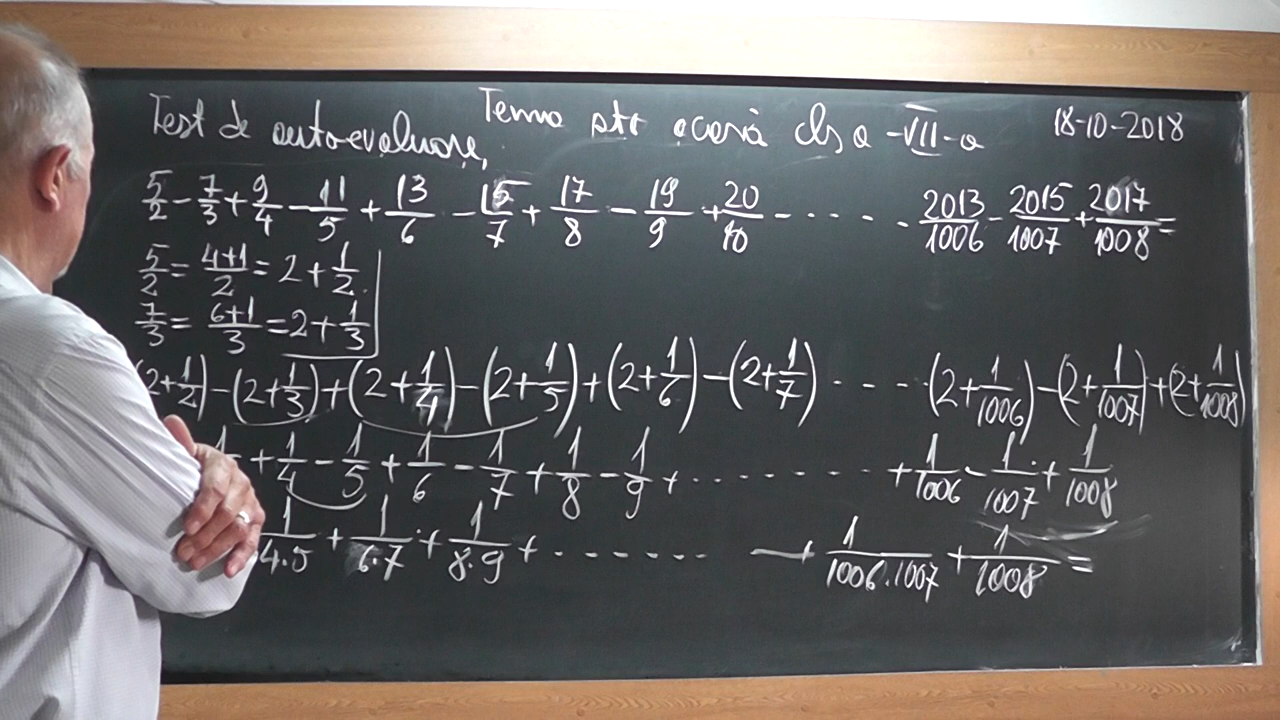 Test de autoevaluare, Tema ptr acasă cls a -VII-a 18-10-2018
5/2 - 7/3 + 9/4 - 11/5 + 13/6 - 15/7 + 17/8 - 19/9 + 20/10 - · · · · - · 2013/1006 - 2015/1007 + 2017/1008 =
5/2 = 4+1/2 = 2 + 1/2.
7/3 = 6+1/3 = 2 + 1/3
(2+1/2) - (2+1/3) + (2+1/4) - (2+1/5) + (2+1/6) - (2+1/7) · - - · (2+1/1006) - (2+1/1007) + (2+1/1008)
+ 1/4 - 1/5 + 1/6 - 1/7 + 1/8 - 1/9 + · · · · · · · · · + 1/1006 - 1/1007 + 1/1008
1/4·5 + 1/6·7 + 1/8·9 + · · · · · · · + 1/1006.1007 + 1/1008 =